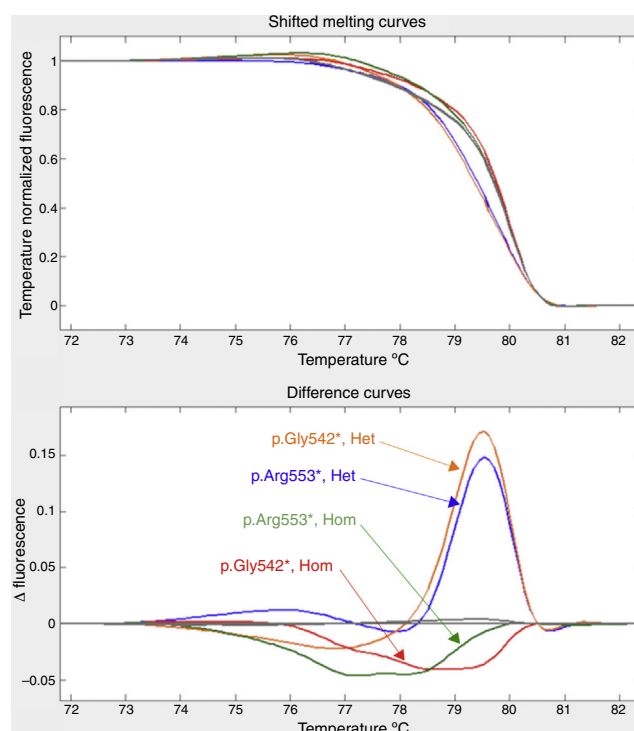 Shifted melting curves
Temperature normalized fluorescence
1
0.8
0.6
0.4
0.2
0
72 73 74 75 76 77 78 79 80 81 82
Temperature ºC
Difference curves
Δ fluorescence
0.15
0.1
0.05
0
−0.05
p.Gly542*, Het
p.Arg553*, Het
p.Arg553*, Hom
p.Gly542*, Hom
72 73 74 75 76 77 78 79 80 81 82
Temperature ºC